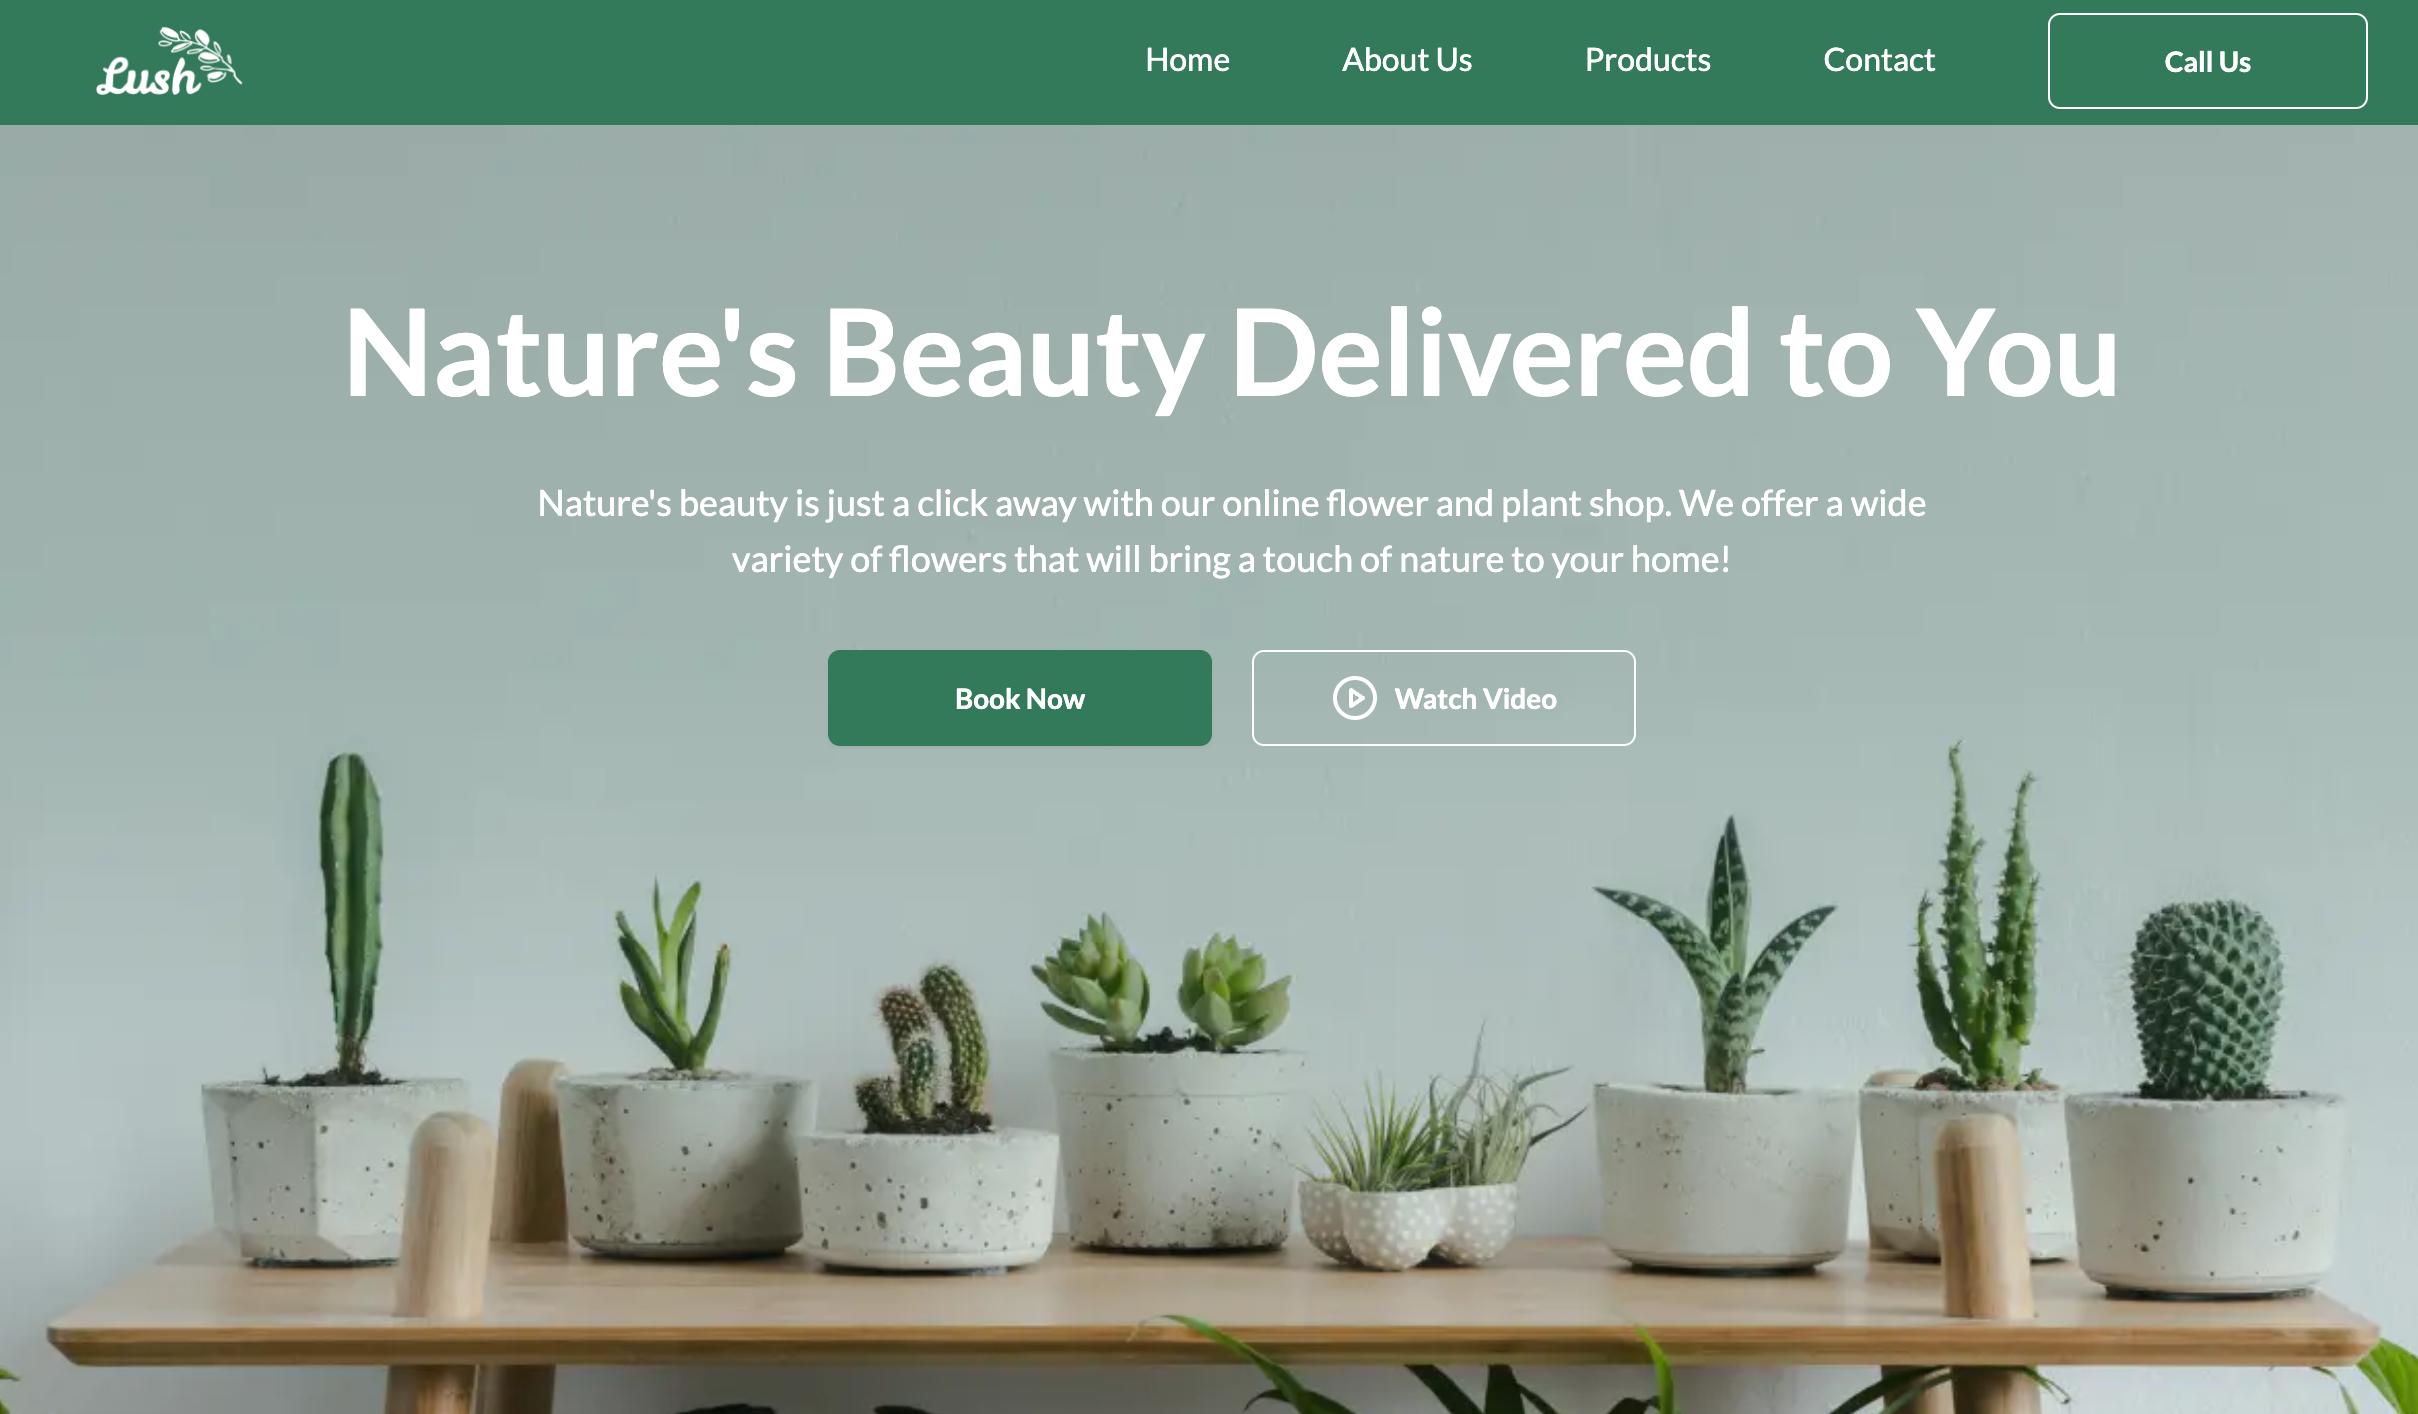 Lush
Home
About Us
Products
Contact
Call Us
Nature's Beauty Delivered to You
Nature's beauty is just a click away with our online flower and plant shop. We offer a wide
variety of flowers that will bring a touch of nature to your home!
Book Now
Watch Video